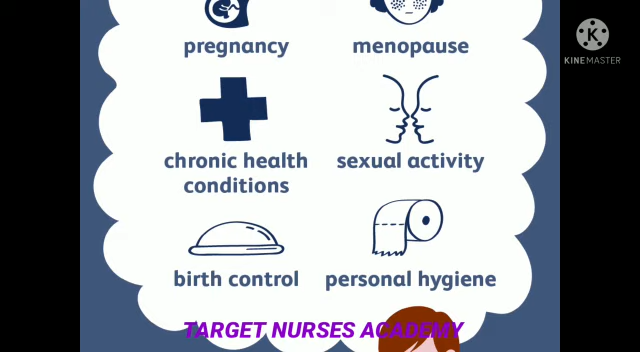 pregnancy
menopause
chronic health
conditions
sexual activity
birth control
personal hygiene
TARGET NURSES ACADEMY
K
KINEMASTER